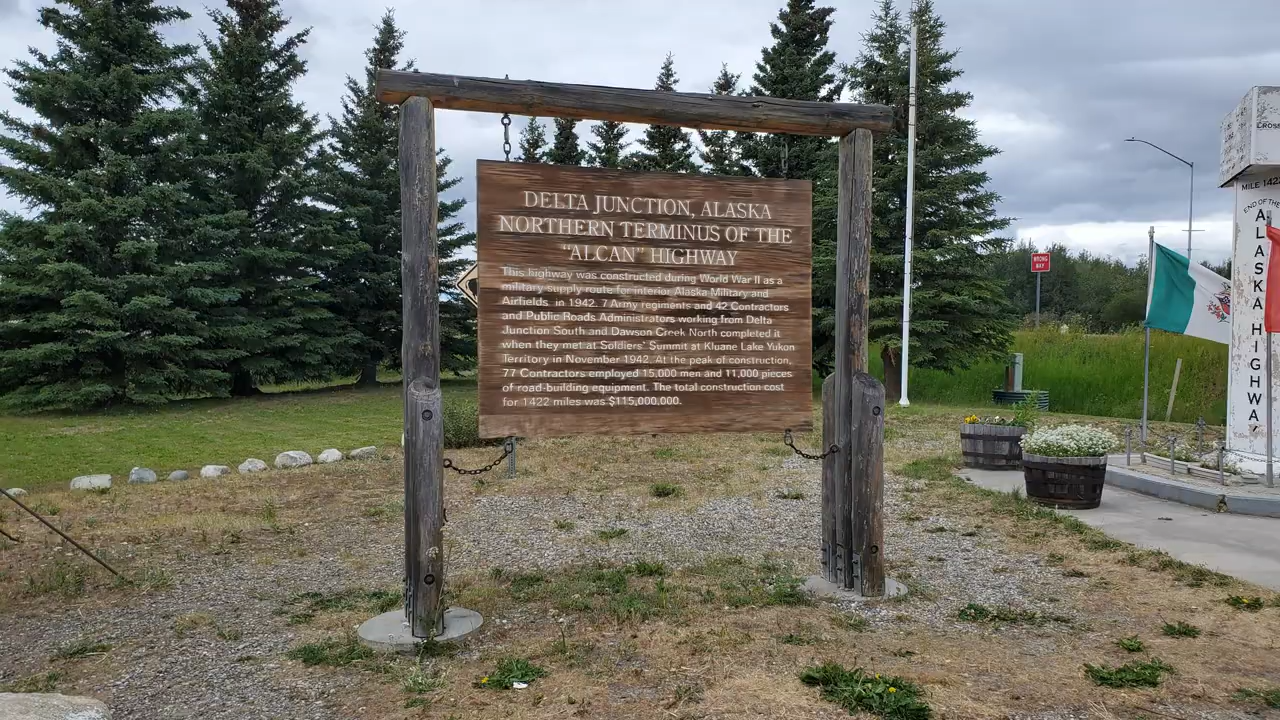 DELTA JUNCTION, ALASKA
NORTHERN TERMINUS OF THE
"ALCAN" HIGHWAY
This highway was constructed during World War II as a
military supply route for interior Alaska Military and
Airfields, in 1942. 7 Army regiments and 42 Contractors
and Public Roads Administrators working from Delta
Junction South and Dawson Creek North completed it
when they met at Soldiers' Summit at Kluane Lake Yukon
Territory in November 1942. At the peak of construction,
77 Contractors employed 15,000 men and 11,000 pieces
of road-building equipment. The total construction cost
for 1422 miles was $115,000,000.
WRONG
WAY
CROSS
MILE 1422
END OF THE
ALASKA HIGHWAY